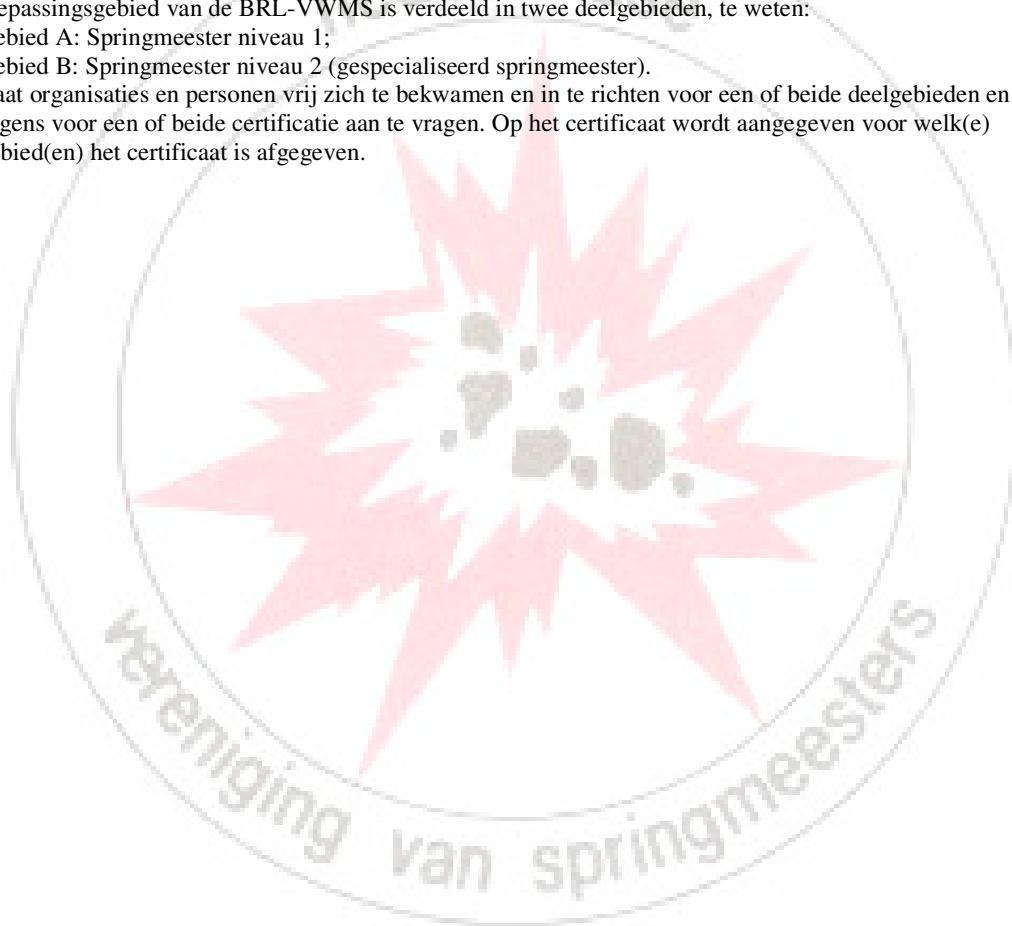 epassingsgebied van de BRL-VWMS is verdeeld in twee deelgebieden, te weten:
ebied A: Springmeester niveau 1;
ebied B: Springmeester niveau 2 (gespecialiseerd springmeester).
aat organisaties en personen vrij zich te bekwamen en in te richten voor een of beide deelgebieden en
gens voor een of beide certificatie aan te vragen. Op het certificaat wordt aangegeven voor welk(e)
bied(en) het certificaat is afgegeven.
vereniging van springmeesters